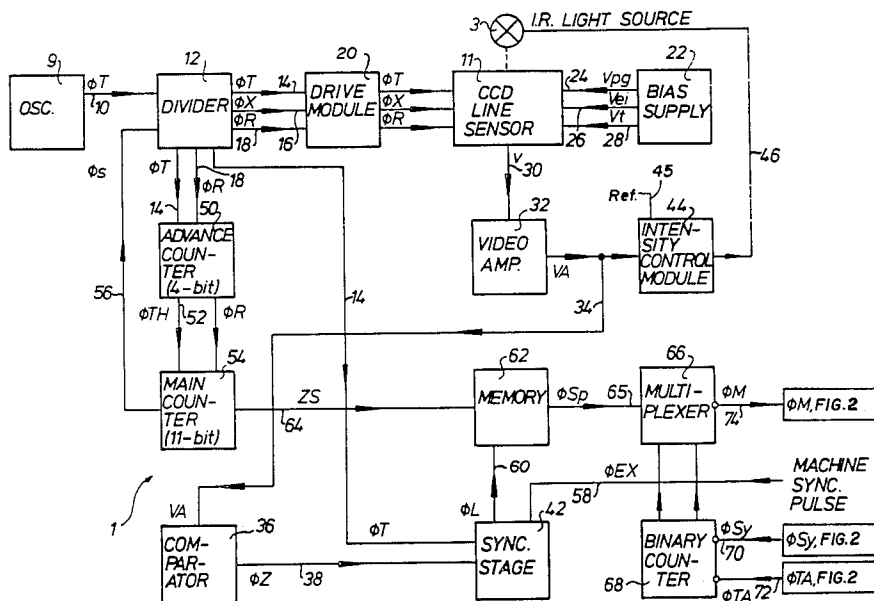 3
I.R. LIGHT SOURCE
9
12
20
11
22
OSC.
ϕT
10
DIVIDER
ϕT
14
ϕX
16
ϕR
18
DRIVE
MODULE
ϕT
ϕX
ϕR
CCD
LINE
SENSOR
24
Vpg
Vei
26
Vt
28
BIAS
SUPPLY
ϕs
ϕT
18
ϕR
14
50
V
30
45
46
Ref.
44
32
ADVANCE
COUN-
TER
(4-bit)
VIDEO
AMP.
VA
INTEN-
SITY
CONTROL
MODULE
56
14
34
ϕTH
52
ϕR
54
62
66
MAIN
COUNTER
(11-bit)
ZS
64
MEMORY
ϕSp
65
MULTI-
PLEXER
ϕM
74
ϕM, FIG. 2
60
ϕEX
58
MACHINE
SYNC.
PULSE
1
VA
36
ϕT
ϕL
42
COM-
PAR-
ATOR
ϕZ
38
SYNC.
STAGE
BINARY
COUN-
TER
68
ϕSy
70
ϕSy, FIG. 2
ϕTA
72
ϕTA, FIG. 2